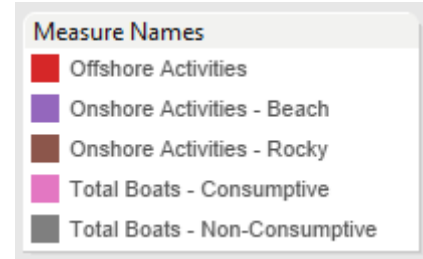 Measure Names
Offshore Activities
Onshore Activities - Beach
Onshore Activities - Rocky
Total Boats - Consumptive
Total Boats - Non-Consumptive